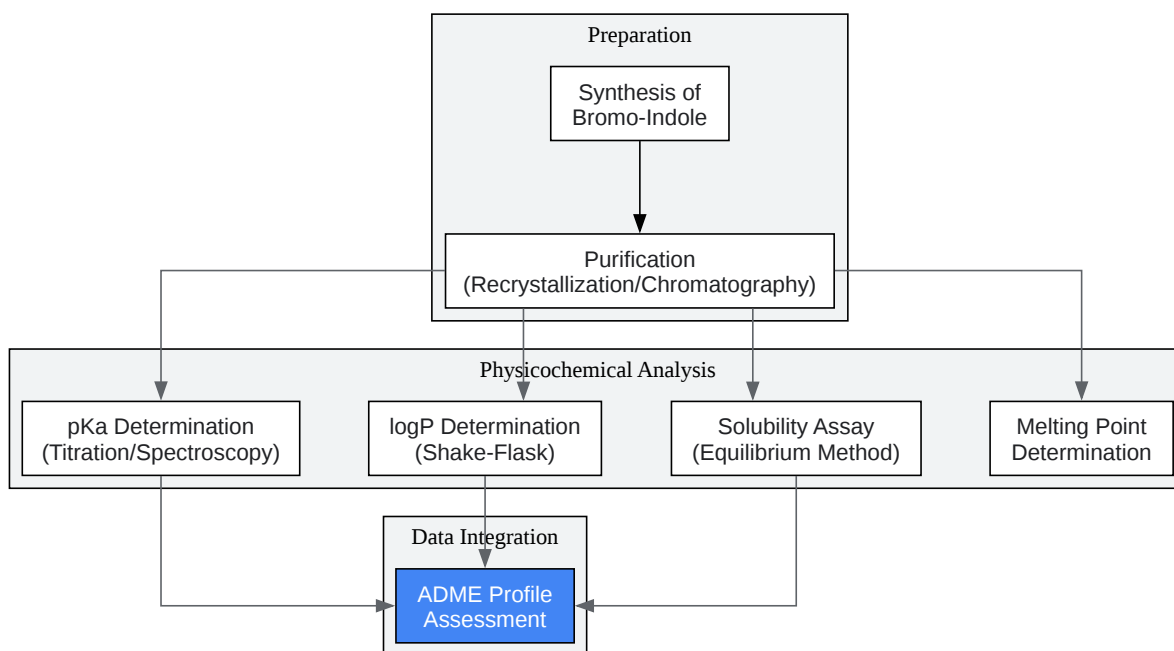 Preparation
Synthesis of
Bromo-Indole
Purification
(Recrystallization/Chromatography)
Physicochemical Analysis
pKa Determination
(Titration/Spectroscopy)
logP Determination
(Shake-Flask)
Solubility Assay
(Equilibrium Method)
Melting Point
Determination
Data Integration
ADME Profile
Assessment